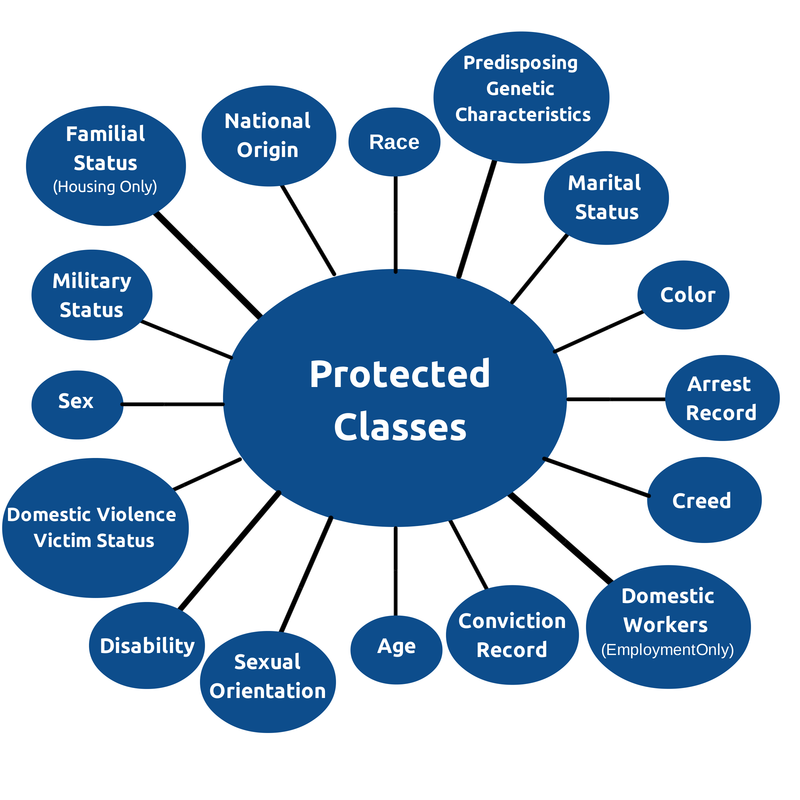 Predisposing
Genetic
Characteristics
National
Origin
Race
Familial
Status
(Housing Only)
Marital
Status
Military
Status
Color
Protected
Classes
Arrest
Record
Sex
Creed
Domestic Violence
Victim Status
Domestic
Workers
(EmploymentOnly)
Disability
Sexual
Orientation
Age
Conviction
Record